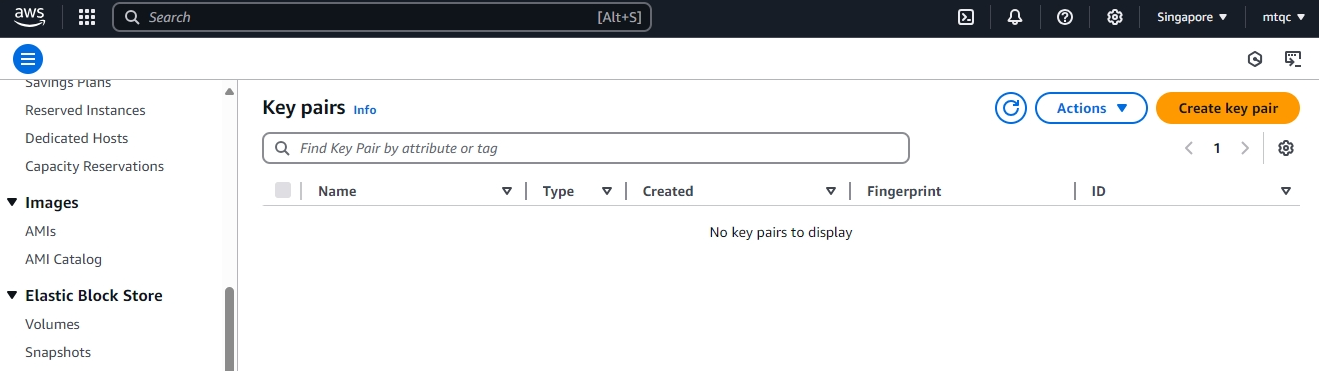 aws
Search [Alt+S]
Singapore mtqc
Savings Plans
Reserved Instances
Dedicated Hosts
Capacity Reservations
Images
AMIs
AMI Catalog
Elastic Block Store
Volumes
Snapshots
Key pairs Info
Actions Create key pair
Find Key Pair by attribute or tag
1
Name Type Created Fingerprint ID
No key pairs to display